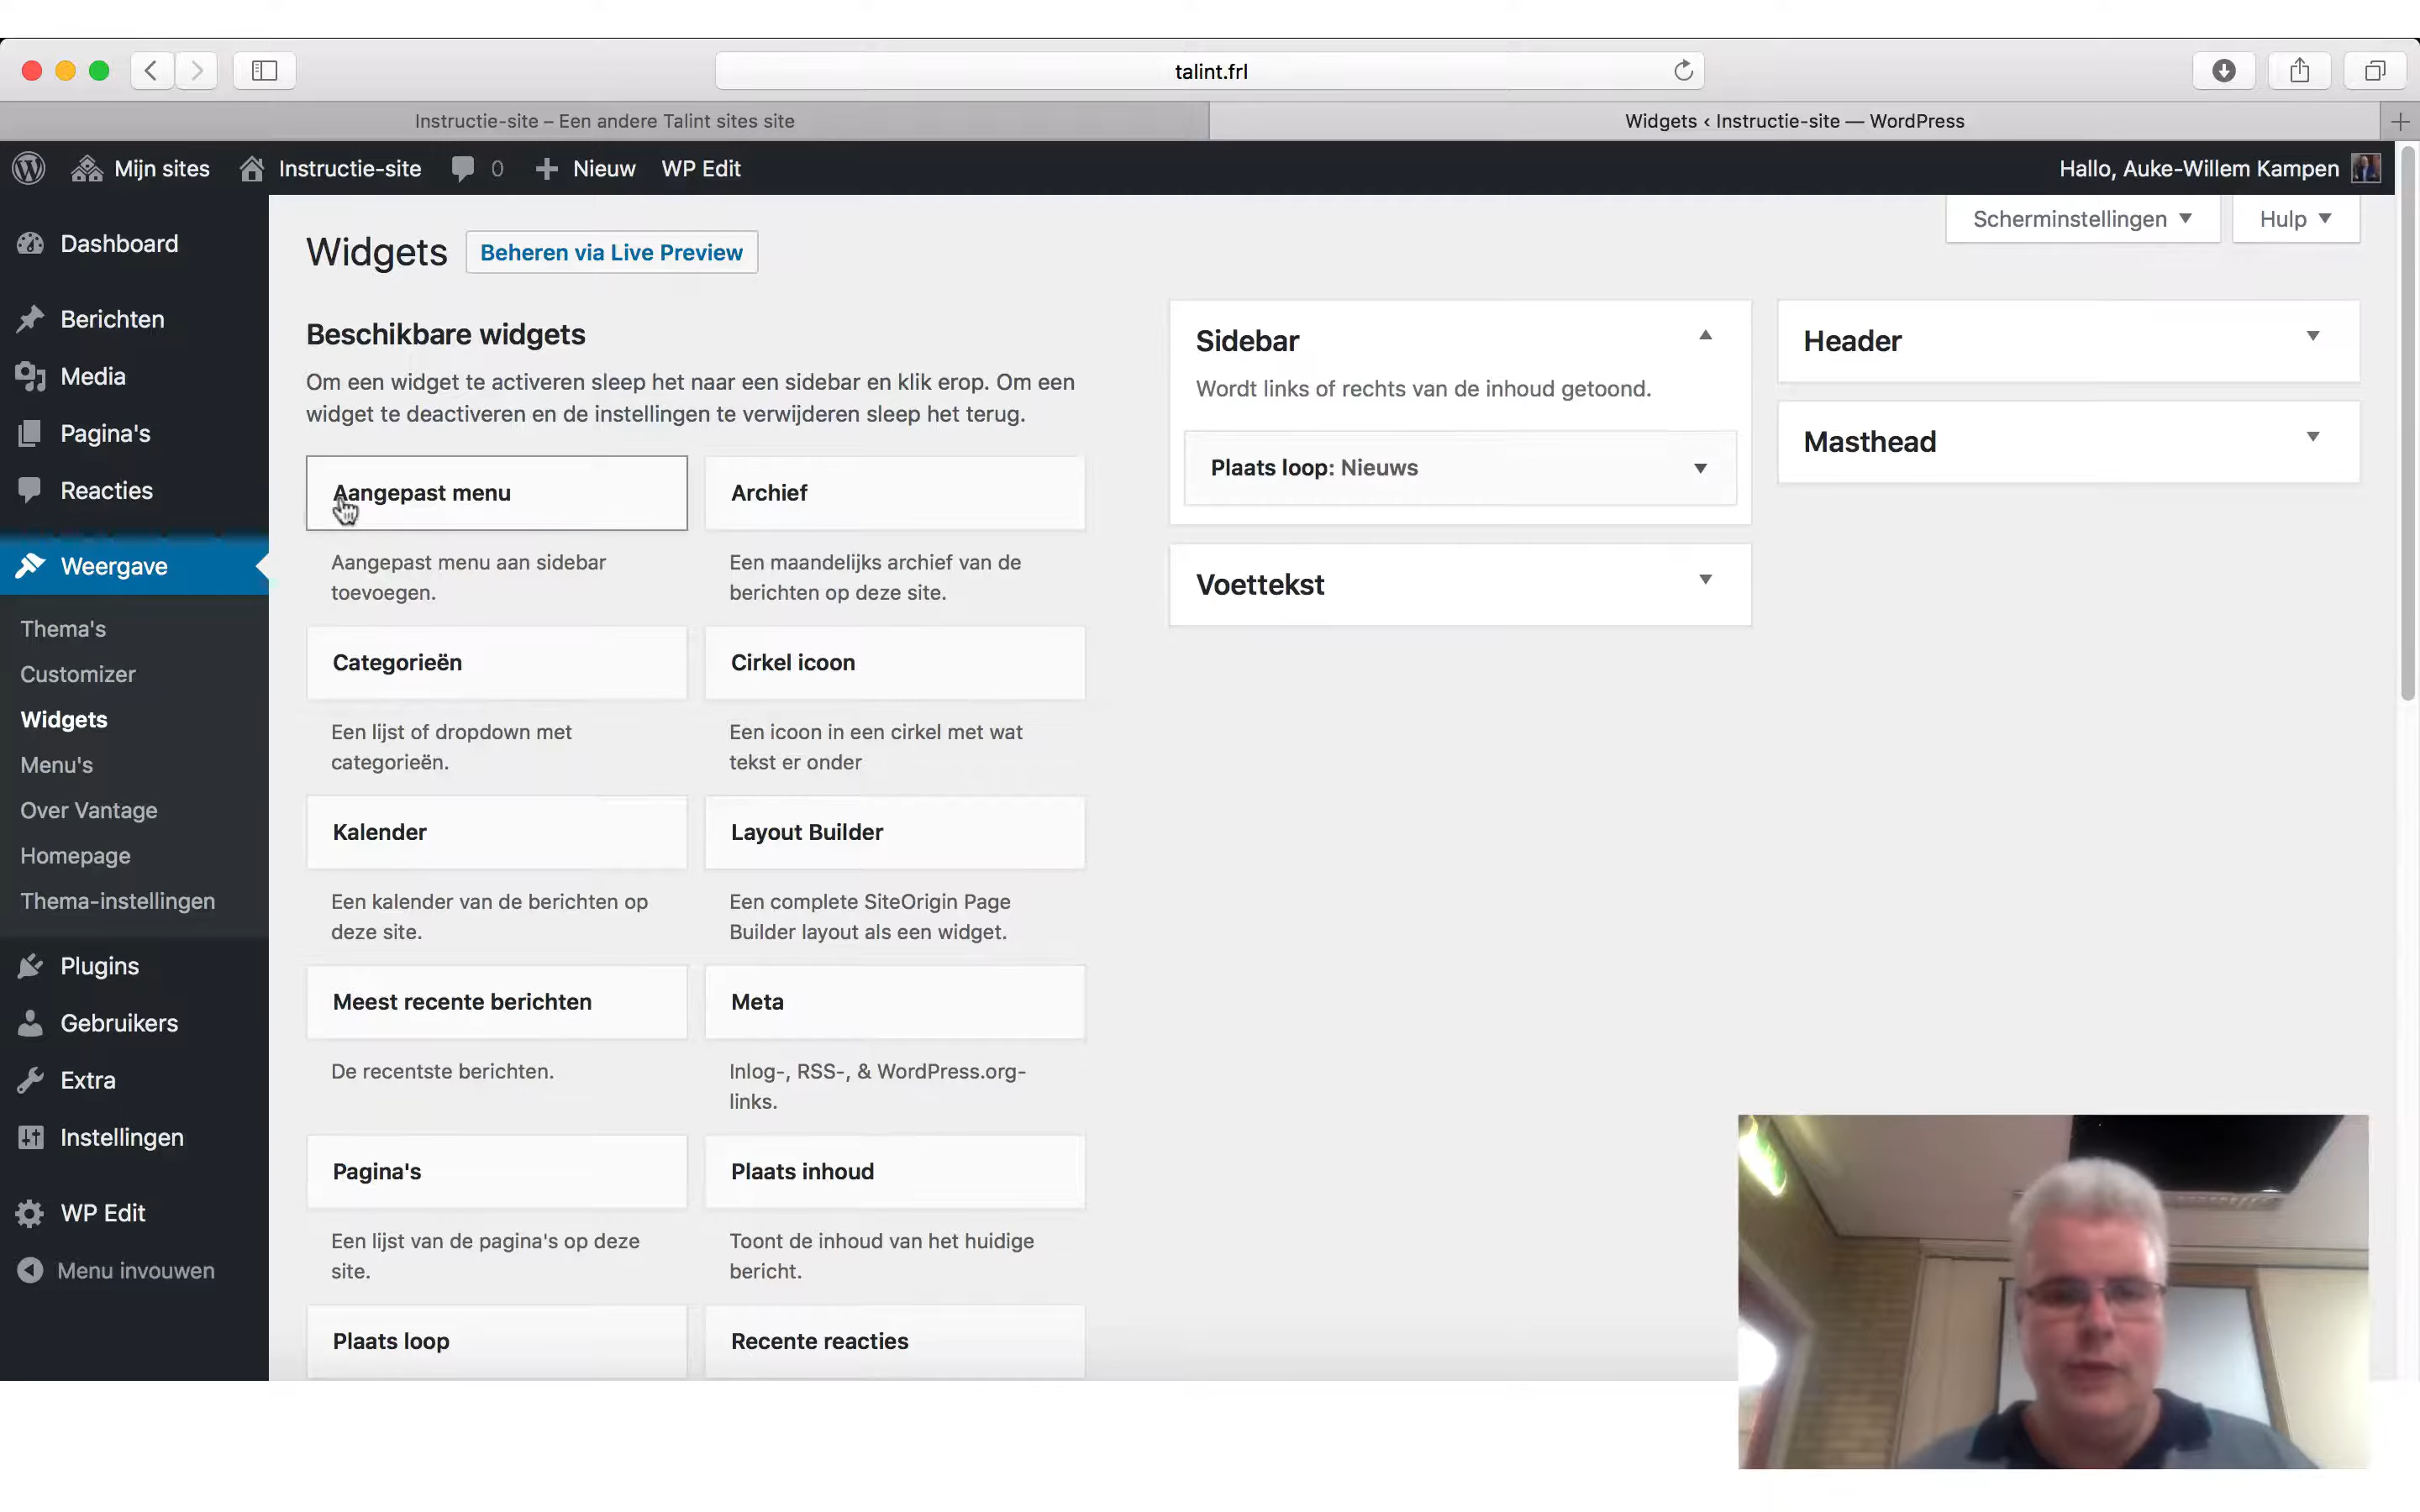 talint.frl
Instructie-site – Een andere Talint sites site
Widgets ‹ Instructie-site — WordPress
Mijn sites
Instructie-site
0
Nieuw
WP Edit
Hallo, Auke-Willem Kampen
Dashboard
Berichten
Media
Pagina's
Reacties
Weergave
Thema's
Customizer
Widgets
Menu's
Over Vantage
Homepage
Thema-instellingen
Plugins
Gebruikers
Extra
Instellingen
WP Edit
Menu invouwen
Scherminstellingen
Hulp
Widgets
Beheren via Live Preview
Beschikbare widgets
Om een widget te activeren sleep het naar een sidebar en klik erop. Om een
widget te deactiveren en de instellingen te verwijderen sleep het terug.
Aangepast menu
Aangepast menu aan sidebar
toevoegen.
Archief
Een maandelijks archief van de
berichten op deze site.
Categorieën
Een lijst of dropdown met
categorieën.
Cirkel icoon
Een icoon in een cirkel met wat
tekst er onder
Kalender
Een kalender van de berichten op
deze site.
Layout Builder
Een complete SiteOrigin Page
Builder layout als een widget.
Meest recente berichten
De recentste berichten.
Meta
Inlog-, RSS-, & WordPress.org-
links.
Pagina's
Een lijst van de pagina's op deze
site.
Plaats inhoud
Toont de inhoud van het huidige
bericht.
Plaats loop
Recente reacties
Sidebar
Wordt links of rechts van de inhoud getoond.
Plaats loop: Nieuws
Voettekst
Header
Masthead